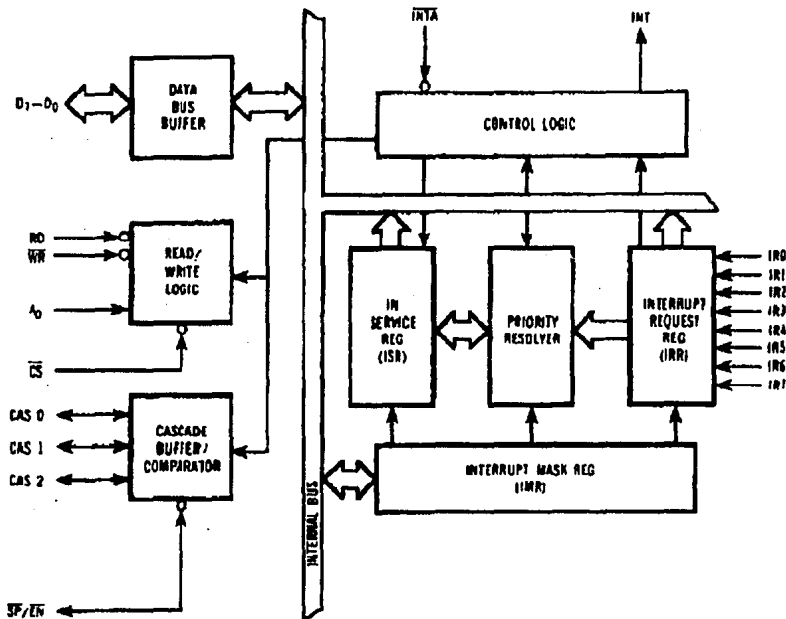 INTA
INT
D7-D0
DATA
BUS
BUFFER
CONTROL LOGIC
RD
WR
A0
CS
READ/
WRITE
LOGIC
IN
SERVICE
REG
(ISR)
PRIORITY
RESOLVER
INTERRUPT
REQUEST
REG
(IRR)
IR0
IR1
IR2
IR3
IR4
IR5
IR6
IR7
CAS 0
CAS 1
CAS 2
CASCADE
BUFFER/
COMPARATOR
INTERRUPT MASK REG
(IMR)
INTERNAL BUS
SP/EN